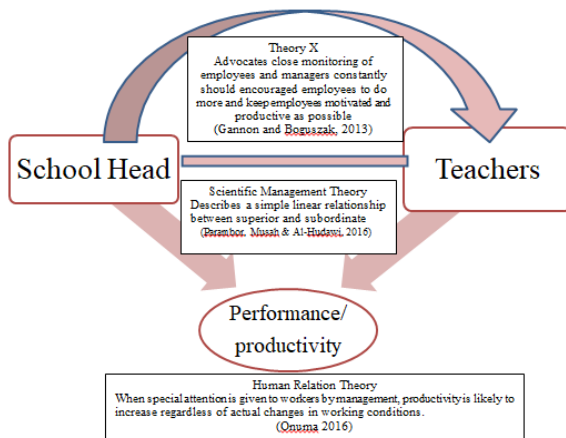 Theory X
Advocates close monitoring of
employees and managers constantly
should encouraged employees to do
more and keep employees motivated and
productive as possible
(Gannon and Boguszak, 2013)
School Head
Teachers
Scientific Management Theory
Describes a simple linear relationship
between superior and subordinate
(Parambor, Musah & Al-Hudawi, 2016)
Performance/
productivity
Human Relation Theory
When special attention is given to workers by management, productivity is likely to
increase regardless of actual changes in working conditions.
(Onuma 2016)